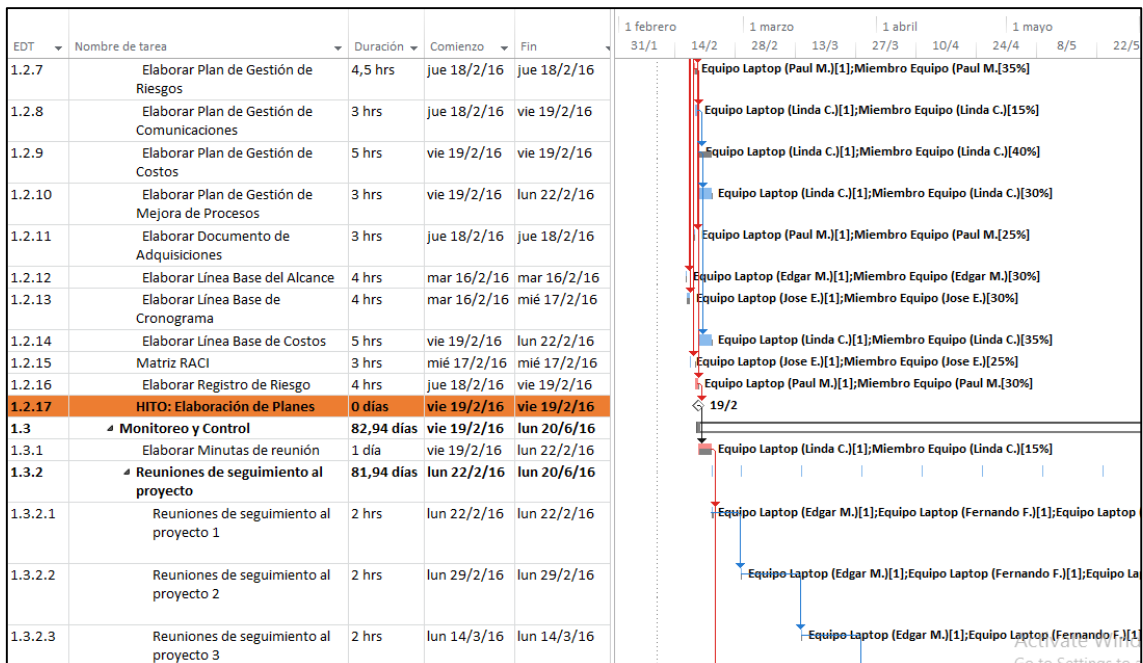 1 febrero 1 marzo 1 abril 1 mayo
EDT Nombre de tarea Duración Comienzo Fin 31/1 14/2 28/2 13/3 27/3 10/4 24/4 8/5 22/5
1.2.7 Elaborar Plan de Gestión de 4,5 hrs jue 18/2/16 jue 18/2/16 Equipo Laptop (Paul M.)[1];Miembro Equipo (Paul M.[35%]
Riesgos
1.2.8 Elaborar Plan de Gestión de 3 hrs jue 18/2/16 vie 19/2/16 Equipo Laptop (Linda C.)[1];Miembro Equipo (Linda C.)[15%]
Comunicaciones
1.2.9 Elaborar Plan de Gestión de 5 hrs vie 19/2/16 vie 19/2/16 Equipo Laptop (Linda C.)[1];Miembro Equipo (Linda C.)[40%]
Costos
1.2.10 Elaborar Plan de Gestión de 3 hrs vie 19/2/16 lun 22/2/16 Equipo Laptop (Linda C.)[1];Miembro Equipo (Linda C.)[30%]
Mejora de Procesos
1.2.11 Elaborar Documento de 3 hrs jue 18/2/16 jue 18/2/16 Equipo Laptop (Paul M.)[1];Miembro Equipo (Paul M.[25%]
Adquisiciones
1.2.12 Elaborar Línea Base del Alcance 4 hrs mar 16/2/16 mar 16/2/16 Equipo Laptop (Edgar M.)[1];Miembro Equipo (Edgar M.)[30%]
1.2.13 Elaborar Línea Base de 4 hrs mar 16/2/16 mié 17/2/16 Equipo Laptop (Jose E.)[1];Miembro Equipo (Jose E.)[30%]
Cronograma
1.2.14 Elaborar Línea Base de Costos 5 hrs vie 19/2/16 lun 22/2/16 Equipo Laptop (Linda C.)[1];Miembro Equipo (Linda C.)[35%]
1.2.15 Matriz RACI 3 hrs mié 17/2/16 mié 17/2/16 Equipo Laptop (Jose E.)[1];Miembro Equipo (Jose E.)[25%]
1.2.16 Elaborar Registro de Riesgo 4 hrs jue 18/2/16 vie 19/2/16 Equipo Laptop (Paul M.)[1];Miembro Equipo (Paul M.[30%]
1.2.17 HITO: Elaboración de Planes 0 días vie 19/2/16 vie 19/2/16 19/2
1.3 Monitoreo y Control 82,94 días vie 19/2/16 lun 20/6/16
1.3.1 Elaborar Minutas de reunión 1 día vie 19/2/16 lun 22/2/16 Equipo Laptop (Linda C.)[1];Miembro Equipo (Linda C.)[15%]
1.3.2 Reuniones de seguimiento al 81,94 días lun 22/2/16 lun 20/6/16
proyecto
1.3.2.1 Reuniones de seguimiento al 2 hrs lun 22/2/16 lun 22/2/16 Equipo Laptop (Edgar M.)[1];Equipo Laptop (Fernando F.)[1];Equipo Laptop (
proyecto 1
1.3.2.2 Reuniones de seguimiento al 2 hrs lun 29/2/16 lun 29/2/16 Equipo Laptop (Edgar M.)[1];Equipo Laptop (Fernando F.)[1];Equipo La
proyecto 2
1.3.2.3 Reuniones de seguimiento al 2 hrs lun 14/3/16 lun 14/3/16 Equipo Laptop (Edgar M.)[1];Equipo Laptop (Fernando F.)[1]
proyecto 3
Activate Wind